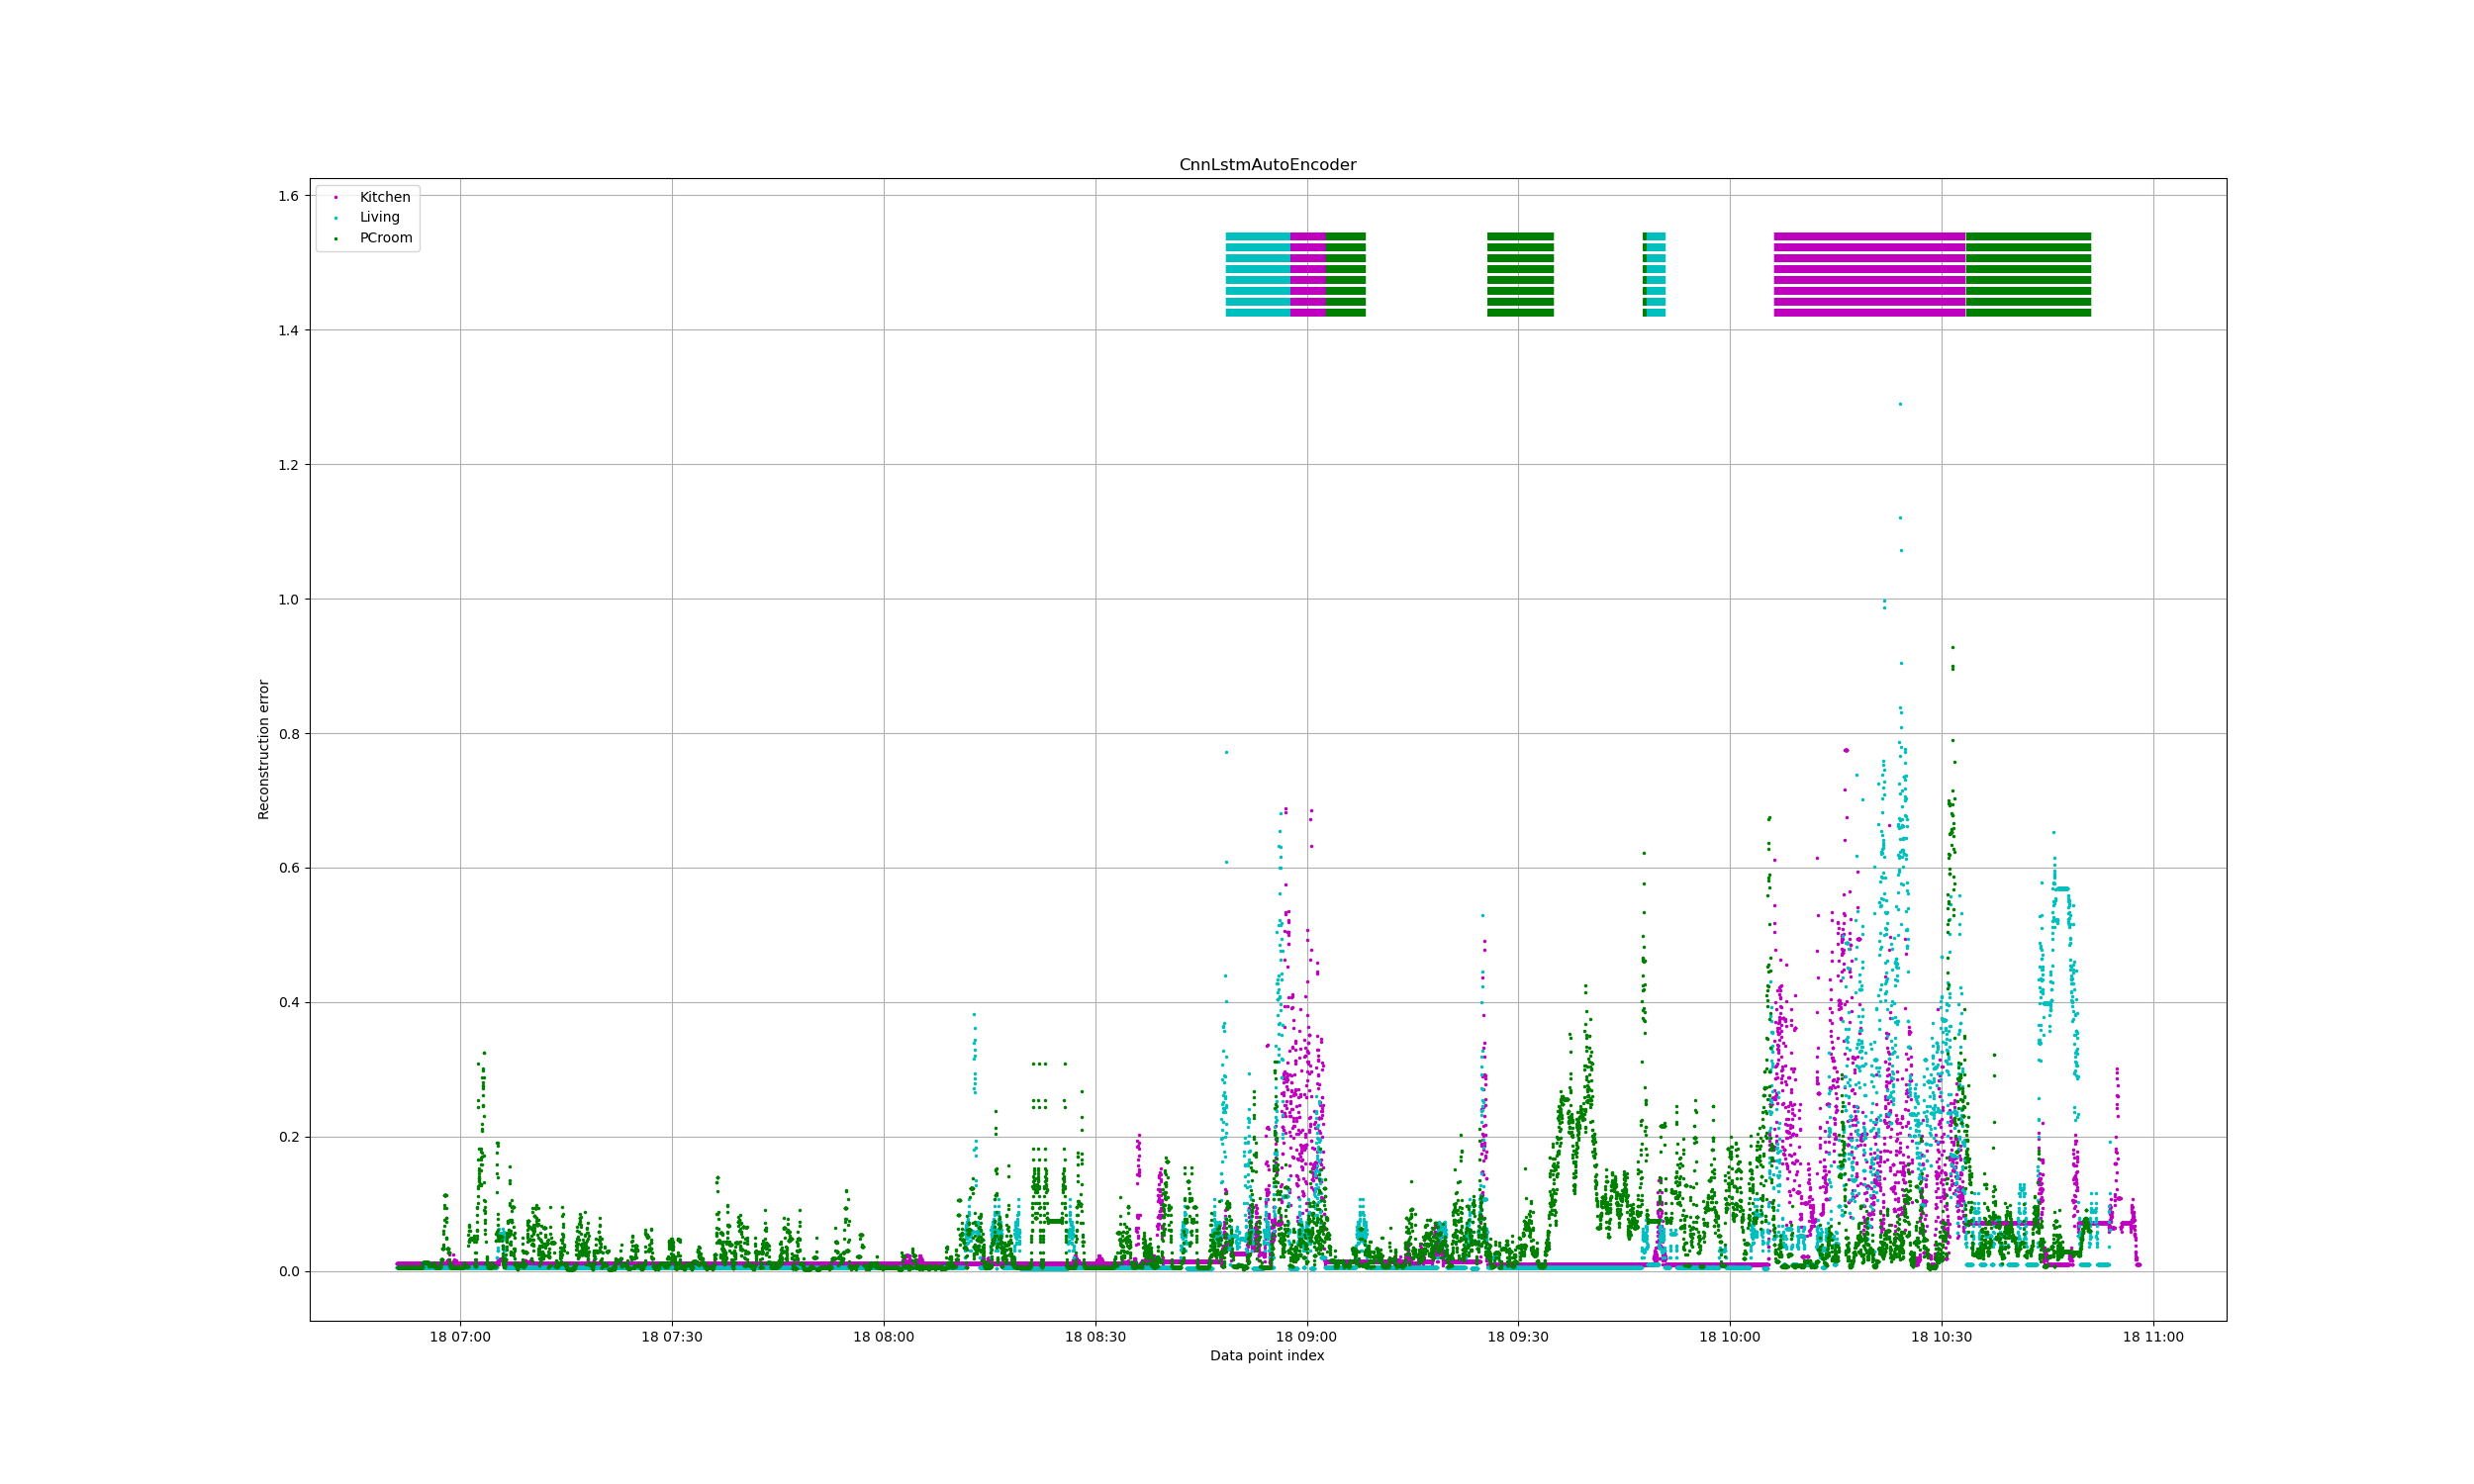 CnnLstmAutoEncoder
Kitchen
Living
PCroom
1.6
1.4
1.2
1.0
0.8
0.6
0.4
0.2
0.0
Reconstruction error
18 07:00 18 07:30 18 08:00 18 08:30 18 09:00 18 09:30 18 10:00 18 10:30 18 11:00
Data point index